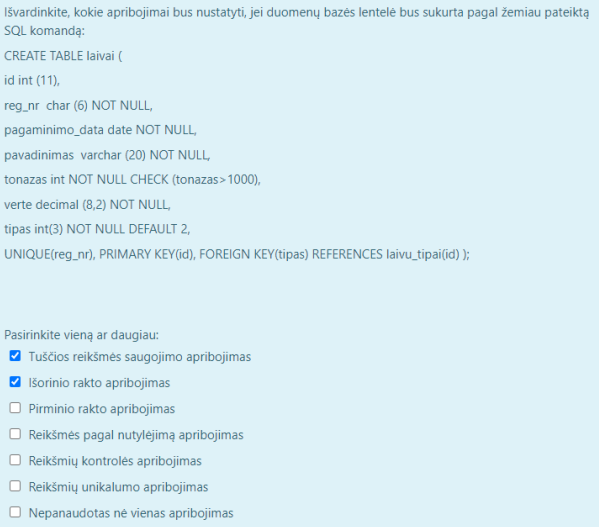 Išvardinkite, kokie apribojimai bus nustatyti, jei duomenų bazės lentelė bus sukurta pagal žemiau pateiktą
SQL komandą:
CREATE TABLE laivai (
id int (11),
reg_nr char (6) NOT NULL,
pagaminimo_data date NOT NULL,
pavadinimas varchar (20) NOT NULL,
tonazas int NOT NULL CHECK (tonazas>1000),
verte decimal (8,2) NOT NULL,
tipas int(3) NOT NULL DEFAULT 2,
UNIQUE(reg_nr), PRIMARY KEY(id), FOREIGN KEY(tipas) REFERENCES laivu_tipai(id) );
Pasirinkite vieną ar daugiau:
Tuščios reikšmės saugojimo apribojimas
Išorinio rakto apribojimas
Pirminio rakto apribojimas
Reikšmės pagal nutylėjimą apribojimas
Reikšmių kontrolės apribojimas
Reikšmių unikalumo apribojimas
Nepanaudotas nė vienas apribojimas